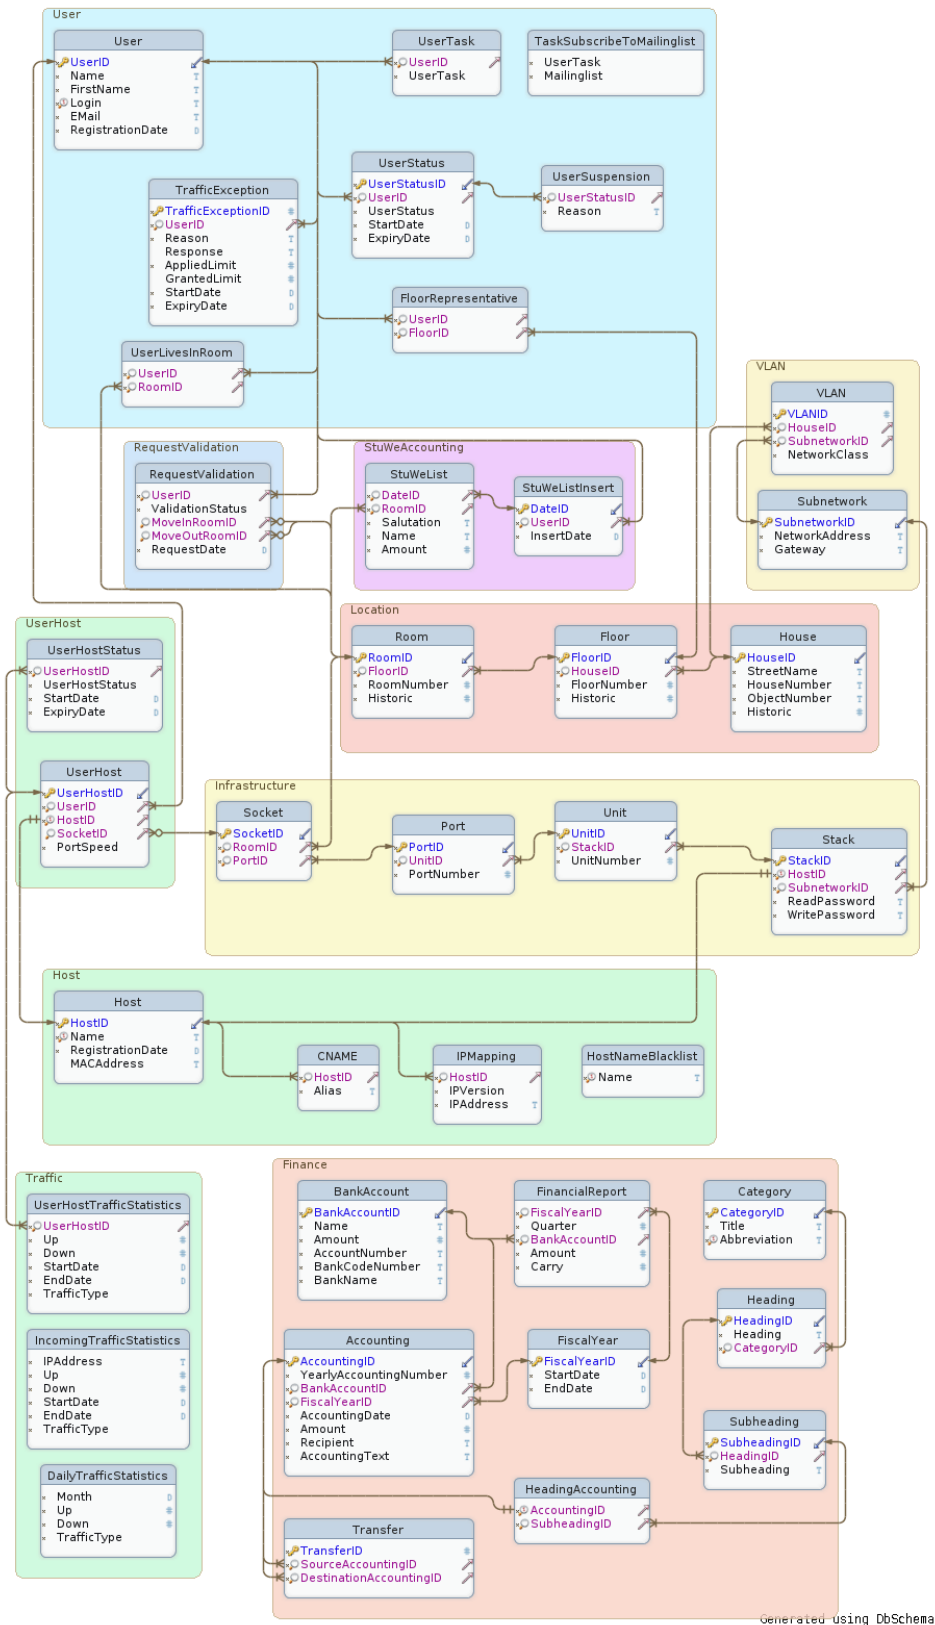 User
User
UserID
Name
FirstName
Login
EMail
RegistrationDate
UserTask
UserID
UserTask
TaskSubscribeToMailinglist
UserTask
Mailinglist
UserStatus
UserStatusID
UserID
UserStatus
StartDate
ExpiryDate
UserSuspension
UserStatusID
Reason
TrafficException
TrafficExceptionID
UserID
Reason
Response
AppliedLimit
GrantedLimit
StartDate
ExpiryDate
FloorRepresentative
UserID
FloorID
UserLivesInRoom
UserID
RoomID
VLAN
VLAN
VLANID
HouseID
SubnetworkID
NetworkClass
Subnetwork
SubnetworkID
NetworkAddress
Gateway
RequestValidation
RequestValidation
UserID
ValidationStatus
MoveInRoomID
MoveOutRoomID
RequestDate
StuWeAccounting
StuWeList
DateID
RoomID
Salutation
Name
Amount
StuWeListInsert
DateID
UserID
InsertDate
Location
Room
RoomID
FloorID
RoomNumber
Historic
Floor
FloorID
HouseID
FloorNumber
Historic
House
HouseID
StreetName
HouseNumber
ObjectNumber
Historic
UserHost
UserHostStatus
UserHostID
UserHostStatus
StartDate
ExpiryDate
UserHost
UserHostID
UserID
HostID
SocketID
PortSpeed
Infrastructure
Socket
SocketID
RoomID
PortID
Port
PortID
UnitID
PortNumber
Unit
UnitID
StackID
UnitNumber
Stack
StackID
HostID
SubnetworkID
ReadPassword
WritePassword
Host
Host
HostID
Name
RegistrationDate
MACAddress
CNAME
HostID
Alias
IPMapping
HostID
IPVersion
IPAddress
HostNameBlacklist
Name
Traffic
UserHostTrafficStatistics
UserHostID
Up
Down
StartDate
EndDate
TrafficType
IncomingTrafficStatistics
IPAddress
Up
Down
StartDate
EndDate
TrafficType
DailyTrafficStatistics
Month
Up
Down
TrafficType
Finance
BankAccount
BankAccountID
Name
Amount
AccountNumber
BankCodeNumber
BankName
FinancialReport
FiscalYearID
Quarter
BankAccountID
Amount
Carry
Category
CategoryID
Title
Abbreviation
Heading
HeadingID
Heading
CategoryID
Accounting
AccountingID
YearlyAccountingNumber
BankAccountID
FiscalYearID
AccountingDate
Amount
Recipient
AccountingText
FiscalYear
FiscalYearID
StartDate
EndDate
Subheading
SubheadingID
HeadingID
Subheading
HeadingAccounting
AccountingID
SubheadingID
Transfer
TransferID
SourceAccountingID
DestinationAccountingID
Generated using DbSchema